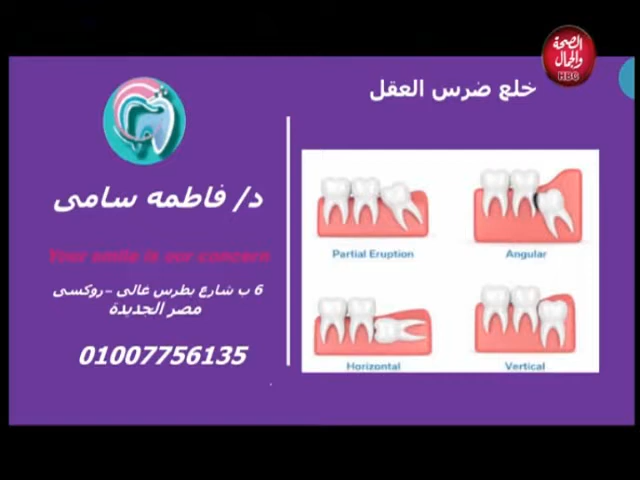 الصحة
والجمال
HBC
خلع ضرس العقل
د/ فاطمه سامى
Your smile is our concern
6 ب شارع بطرس غالى - روكسى
مصر الجديدة
01007756135
Partial Eruption
Angular
Horizontal
Vertical